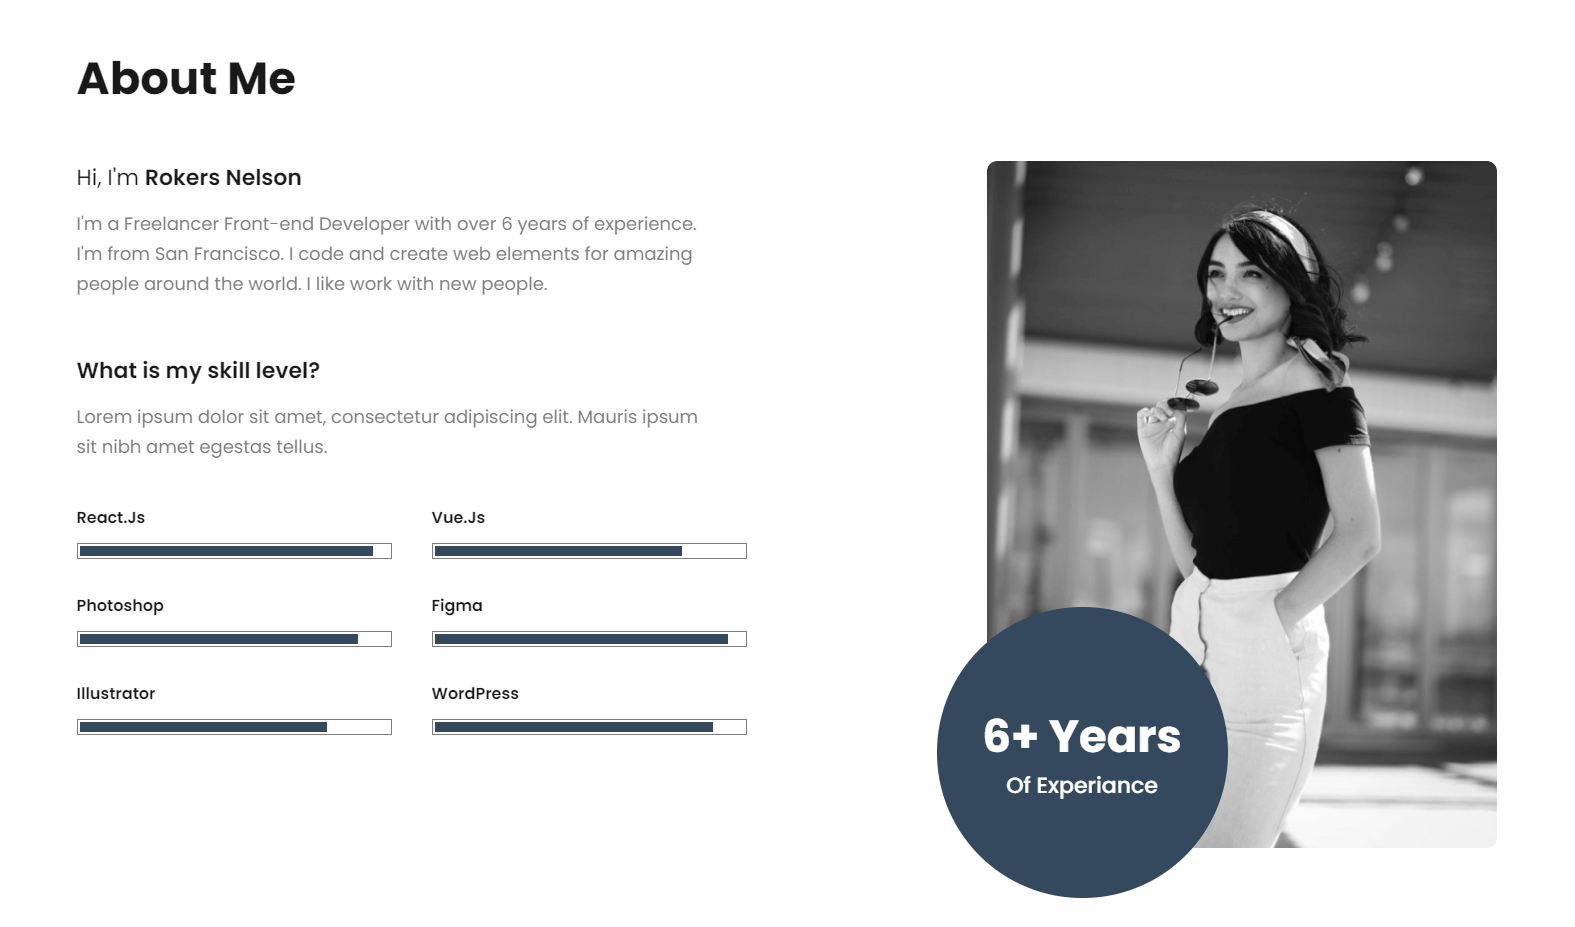 About Me
Hi, I'm Rokers Nelson
I'm a Freelancer Front-end Developer with over 6 years of experience.
I'm from San Francisco. I code and create web elements for amazing
people around the world. I like work with new people.
What is my skill level?
Lorem ipsum dolor sit amet, consectetur adipiscing elit. Mauris ipsum
sit nibh amet egestas tellus.
React.Js
Vue.Js
Photoshop
Figma
Illustrator
WordPress
6+ Years
Of Experiance